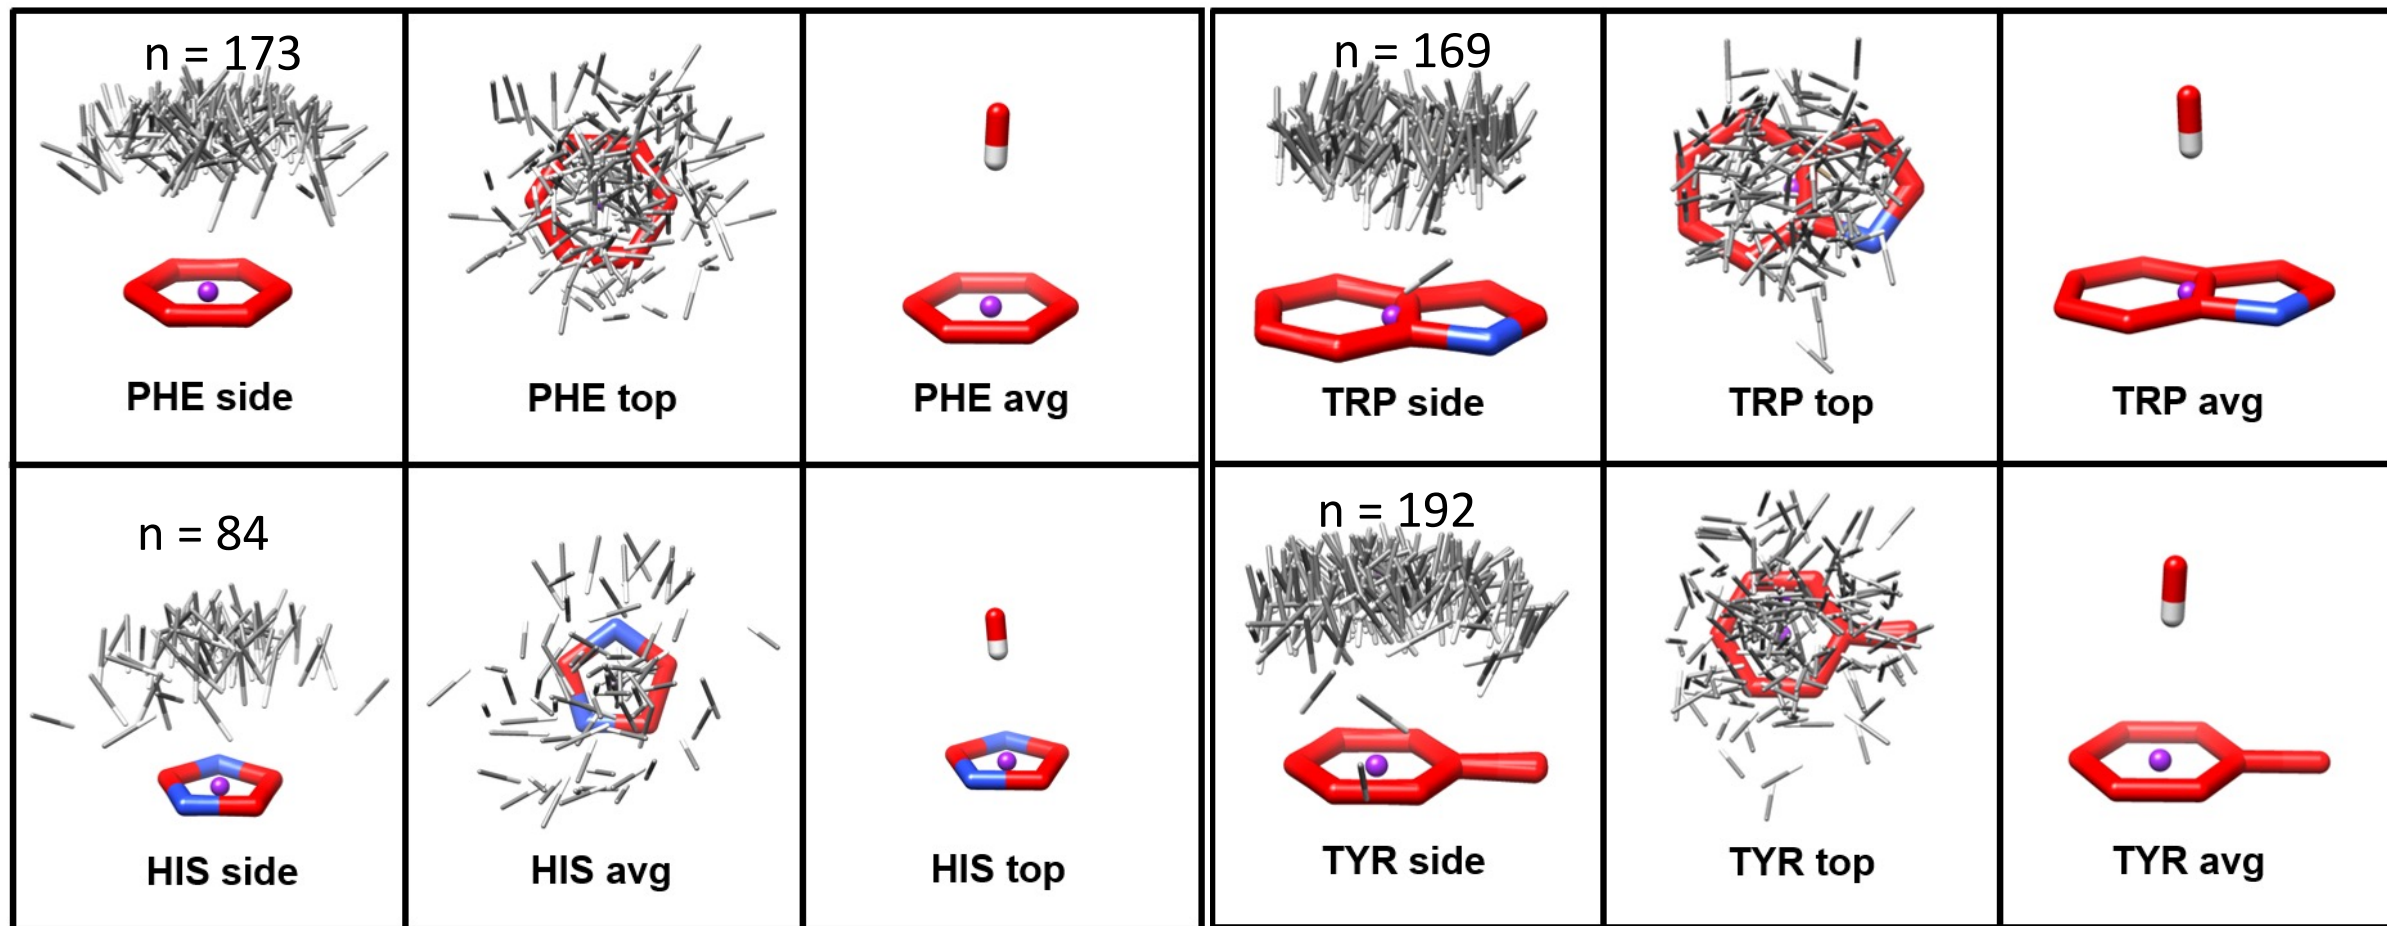 n = 173
n = 169
PHE side
PHE top
PHE avg
TRP side
TRP top
TRP avg
n = 84
n = 192
HIS side
HIS avg
HIS top
TYR side
TYR top
TYR avg